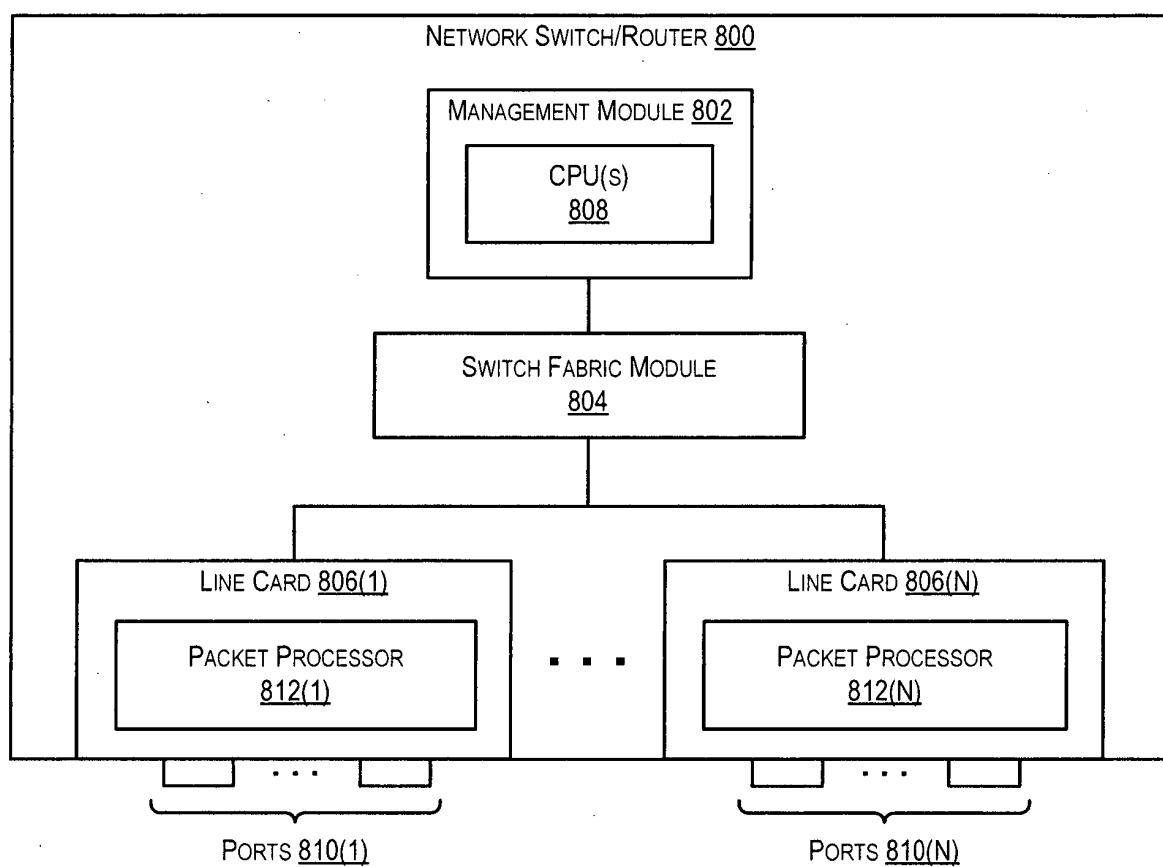 NETWORK SWITCH/ROUTER 800
MANAGEMENT MODULE 802
CPU(S)
808
SWITCH FABRIC MODULE
804
LINE CARD 806(1)
PACKET PROCESSOR
812(1)
. . .
LINE CARD 806(N)
PACKET PROCESSOR
812(N)
. . .
. . .
PORTS 810(1)
PORTS 810(N)